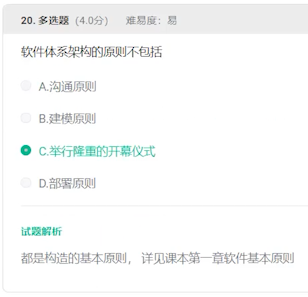 20. 多选题 (4.0分) 难易度：易
软件体系架构的原则不包括
A.沟通原则
B.建模原则
C.举行隆重的开幕仪式
D.部署原则
试题解析
都是构造的基本原则， 详见课本第一章软件基本原则